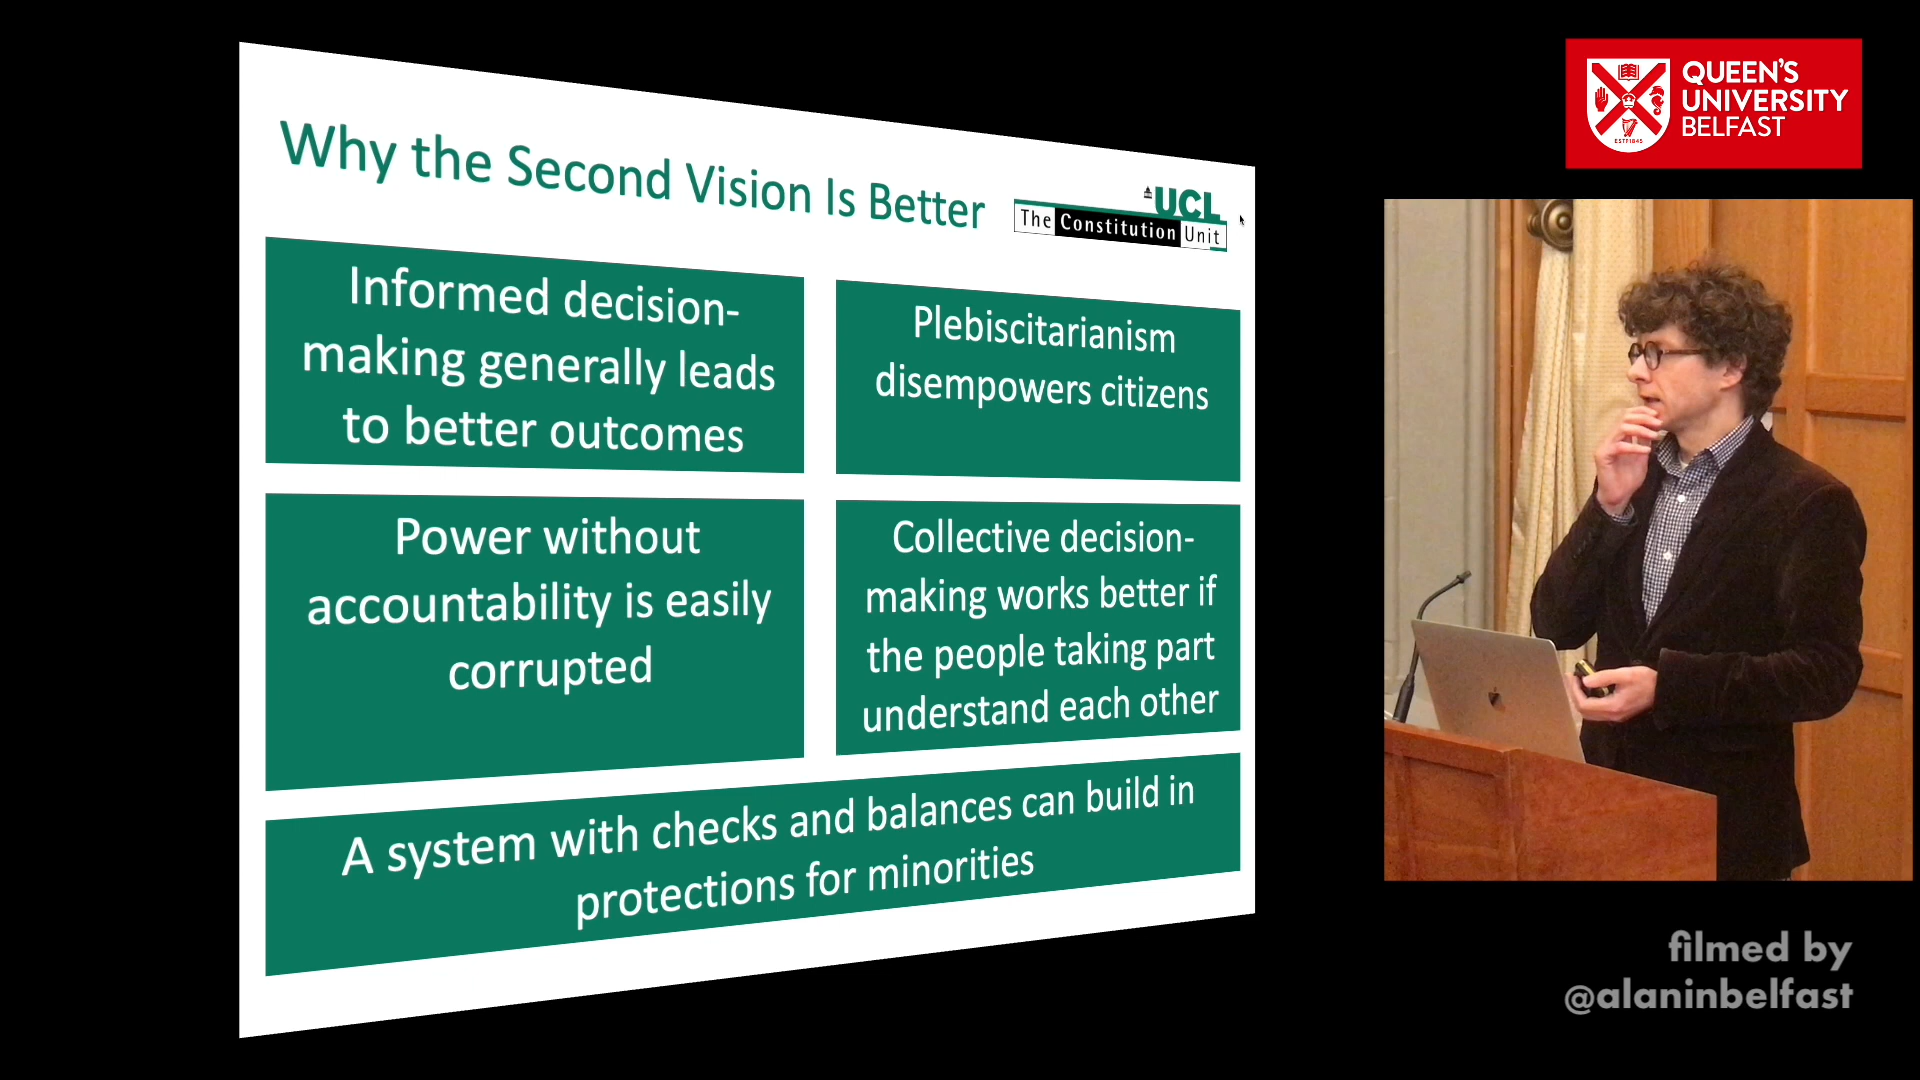 Why the Second Vision Is Better
UCL
The Constitution Unit
Informed decision-
making generally leads
to better outcomes
Plebiscitarianism
disempowers citizens
Power without
accountability is easily
corrupted
Collective decision-
making works better if
the people taking part
understand each other
A system with checks and balances can build in
protections for minorities
QUEEN'S
UNIVERSITY
BELFAST
ESTD1845
filmed by
@alaninbelfast